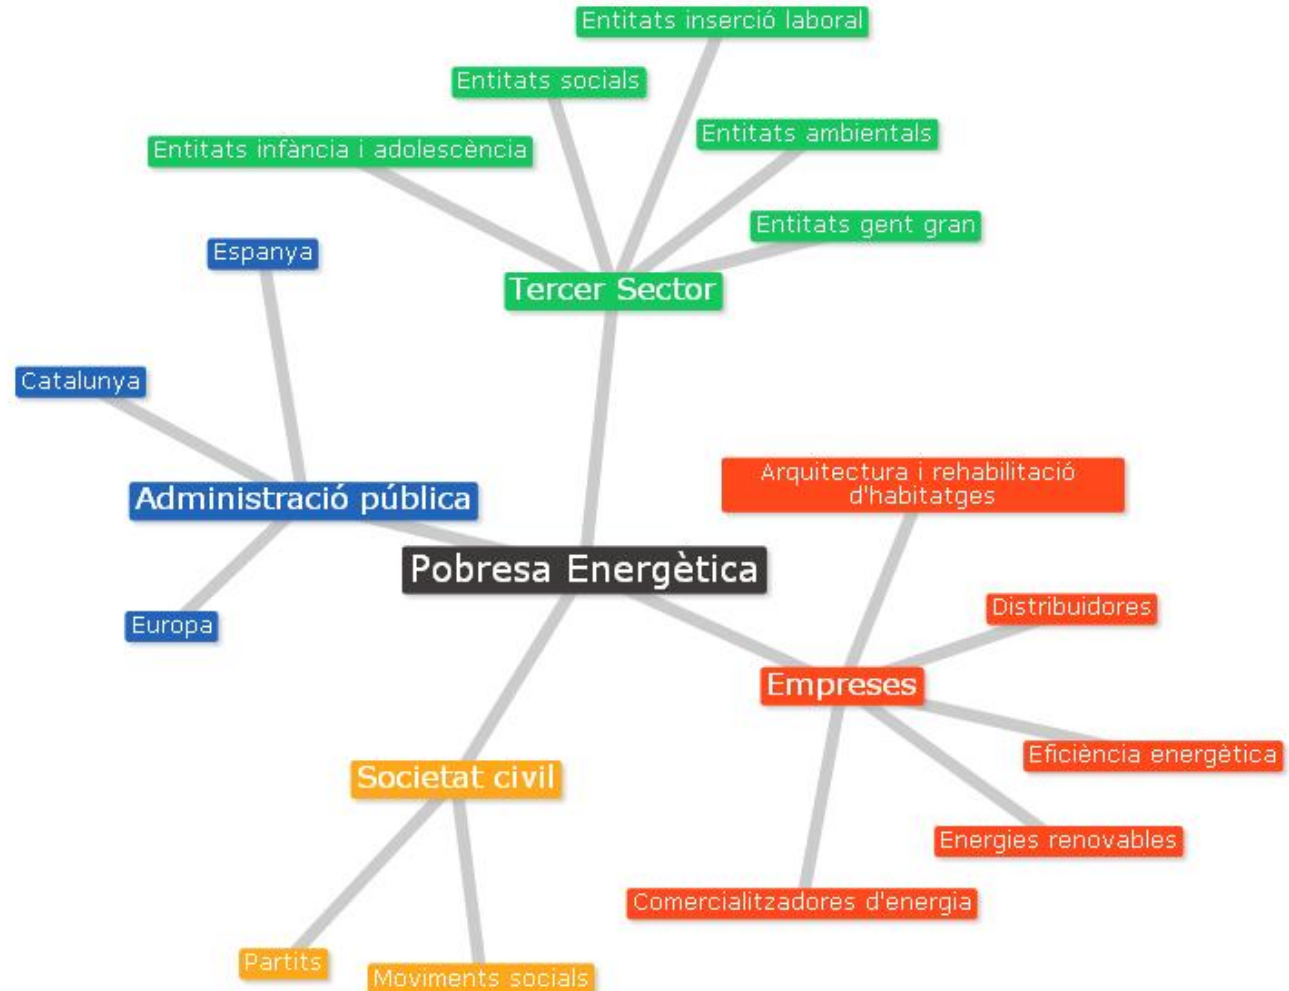 Entitats inserció laboral
Entitats socials
Entitats ambientals
Entitats infància i adolescència
Entitats gent gran
Espanya
Tercer Sector
Catalunya
Arquitectura i rehabilitació
d'habitatges
Administració pública
Pobresa Energètica
Distribuidores
Europa
Empreses
Eficiència energètica
Societat civil
Energies renovables
Comercialitzadores d'energia
Partits
Moviments socials